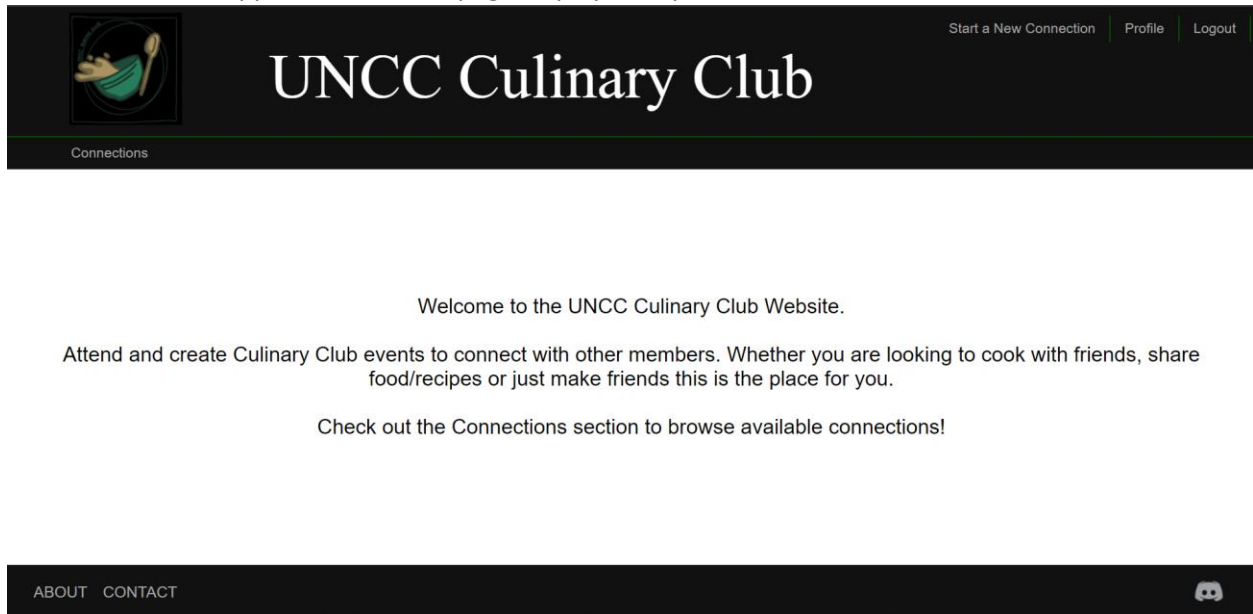 Start a New Connection Profile Logout
UNCC Culinary Club
Connections
Welcome to the UNCC Culinary Club Website.
Attend and create Culinary Club events to connect with other members. Whether you are looking to cook with friends, share
food/recipes or just make friends this is the place for you.
Check out the Connections section to browse available connections!
ABOUT CONTACT